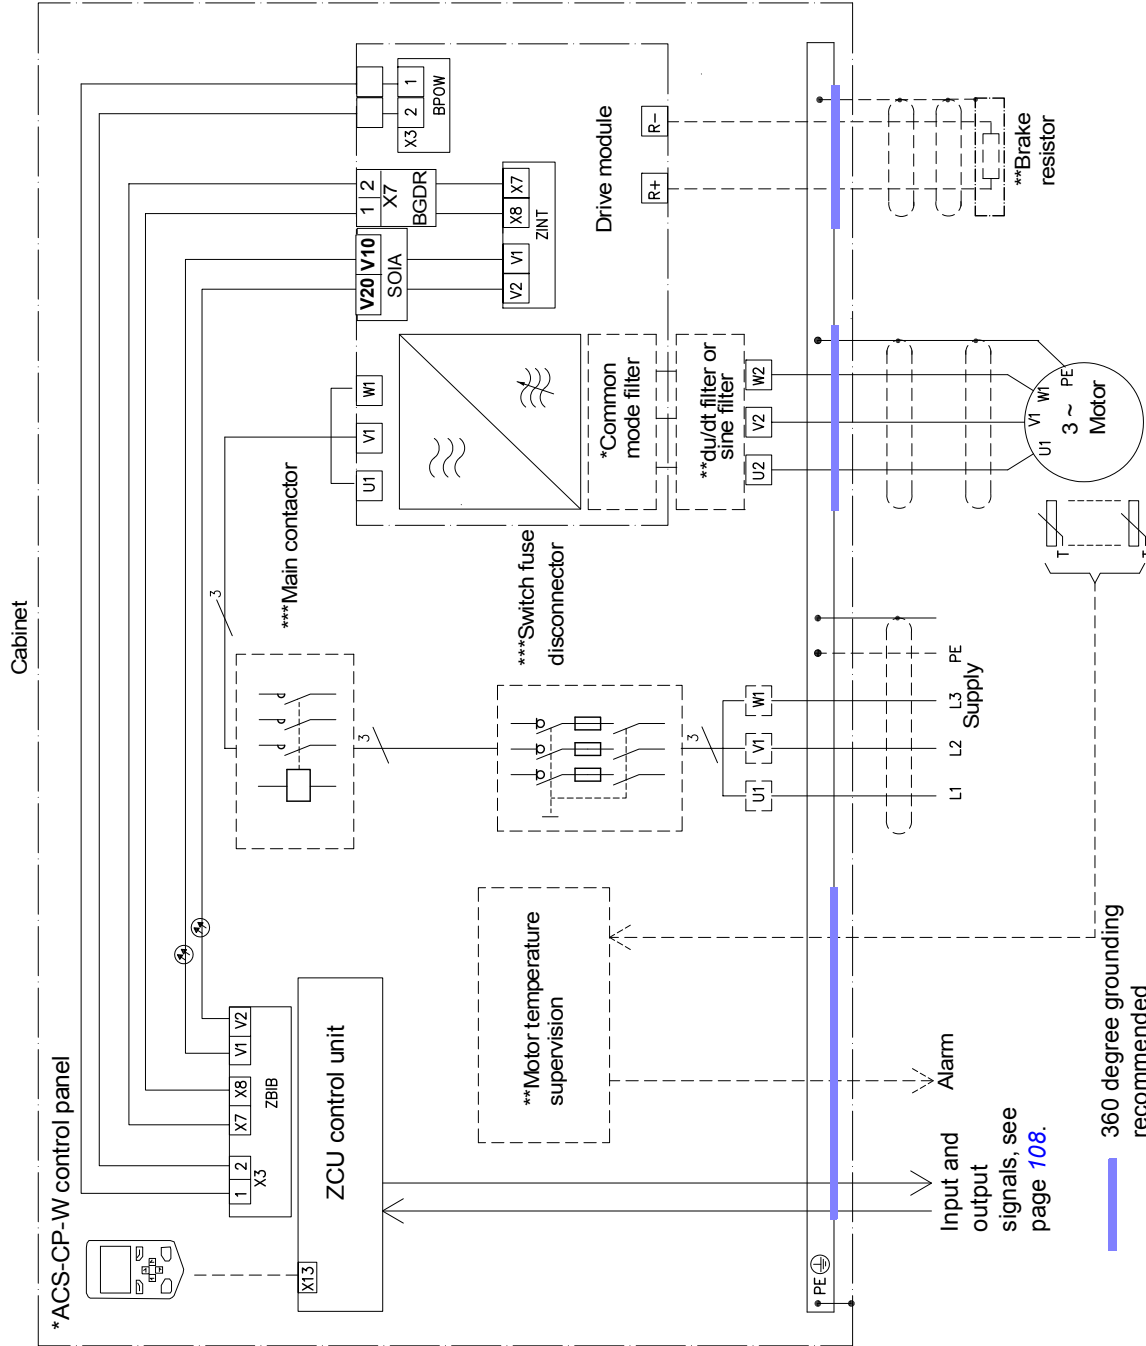 Cabinet
*ACS-CP-W control panel
1
2
X3
X7
X8
V1
V2
ZBIB
X13
ZCU control unit
***Main contactor
3
3
***Switch fuse
disconnector
3
U1
V1
W1
U1
V1
W1
V20
V10
SOIA
1
2
X7
BGDR
X3
2
1
BPOW
V2
V1
X8
X7
ZINT
Drive module
R+
R−
*Common
mode filter
**du/dt filter or
sine filter
U2
V2
W2
**Motor temperature
supervision
PE
Alarm
Input and
output
signals, see
page 108.
L1
L2
L3
PE
Supply
U1
V1
W1
PE
3 ~
Motor
T
T
**Brake
resistor
360 degree grounding
recommended